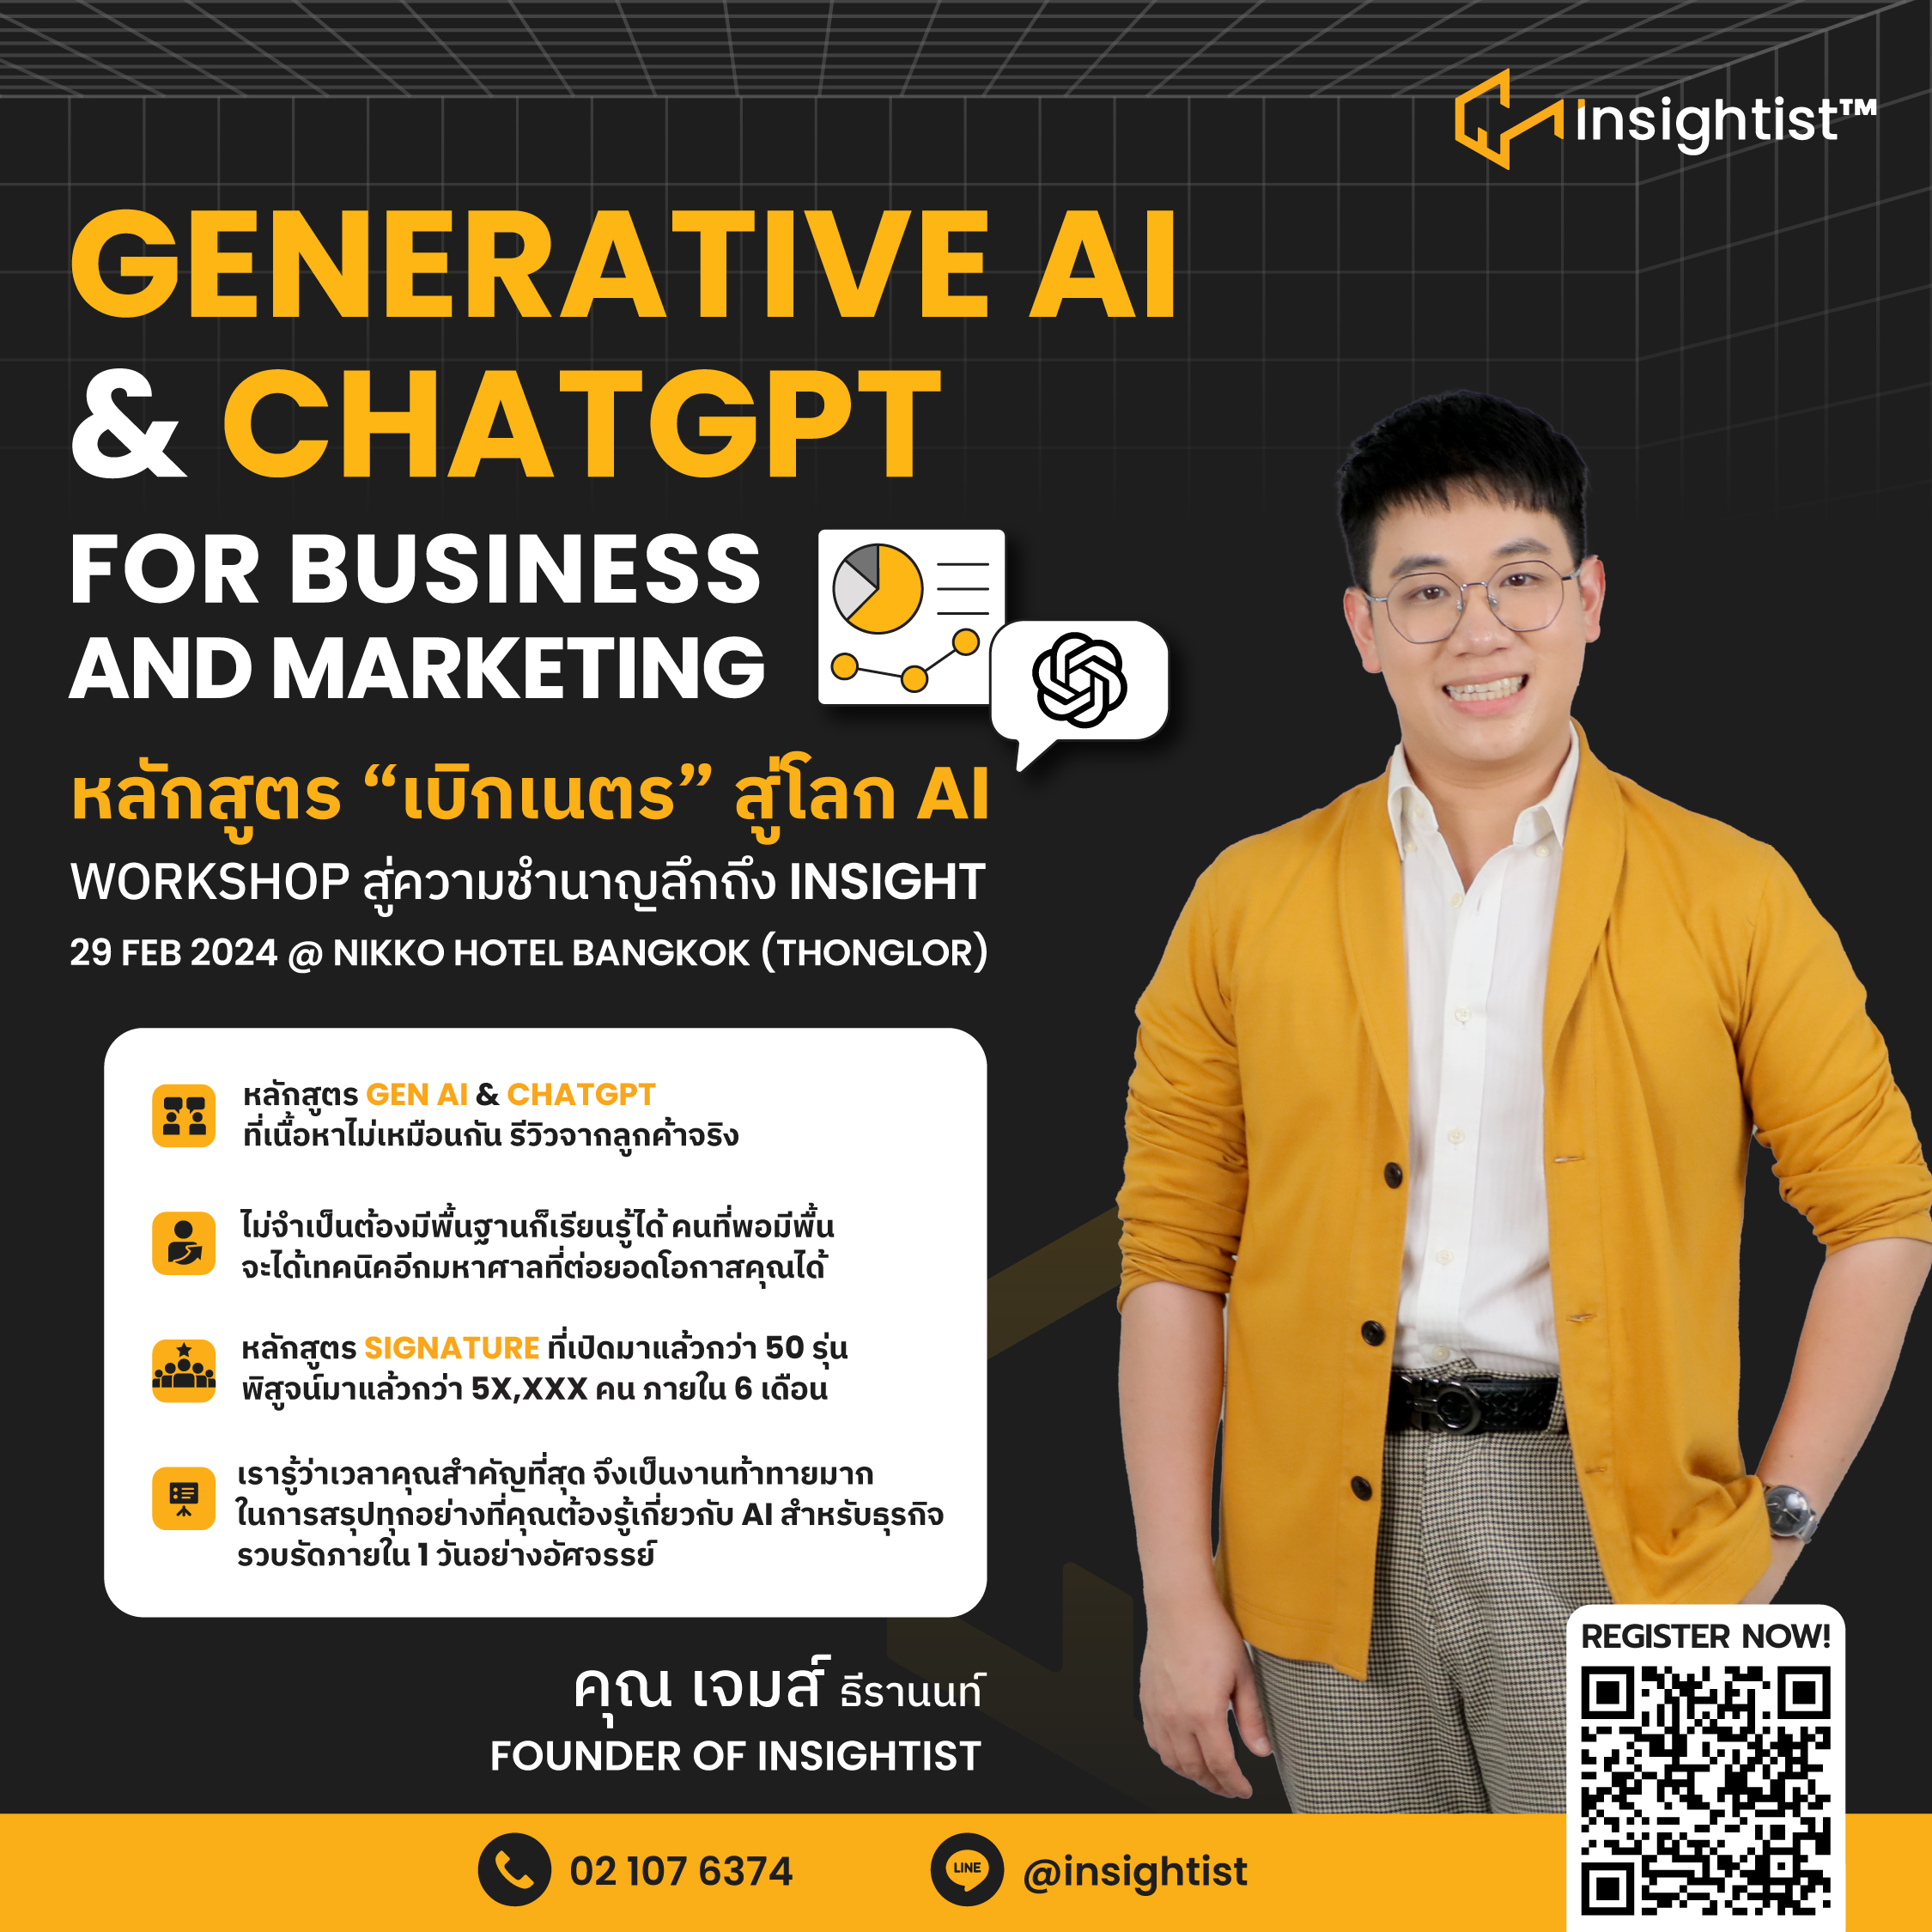 insightist™
GENERATIVE AI
& CHATGPT
FOR BUSINESS
AND MARKETING
หลักสูตร “เบิกเนตร” สู่โลก AI
WORKSHOP สู่ความชำนาญลึกถึง INSIGHT
29 FEB 2024 @ NIKKO HOTEL BANGKOK (THONGLOR)
หลักสูตร GEN AI & CHATGPT
ที่เนื้อหาไม่เหมือนกัน รีวิวจากลูกค้าจริง
ไม่จำเป็นต้องมีพื้นฐานก็เรียนรู้ได้ คนที่พอมีพื้น
จะได้เทคนิคอีกมหาศาลที่ต่อยอดโอกาสคุณได้
หลักสูตร SIGNATURE ที่เปิดมาแล้วกว่า 50 รุ่น
พิสูจน์มาแล้วกว่า 5X,XXX คน ภายใน 6 เดือน
เรารู้ว่าเวลาคุณสำคัญที่สุด จึงเป็นงานท้าทายมาก
ในการสรุปทุกอย่างที่คุณต้องรู้เกี่ยวกับ AI สำหรับธุรกิจ
รวบรัดภายใน 1 วันอย่างอัศจรรย์
คุณ เจมส์ ธีรานนท์
FOUNDER OF INSIGHTIST
REGISTER NOW!
02 107 6374
LINE
@insightist